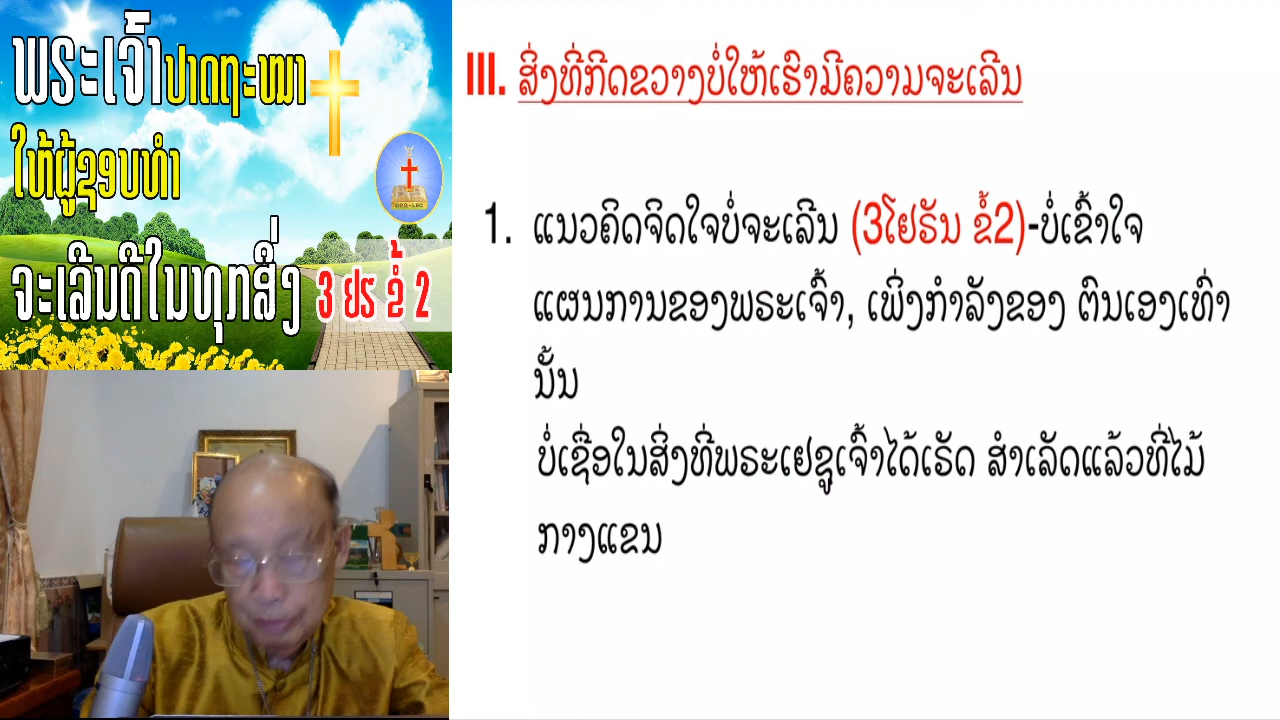 ພຣະເຈົ້າປາດຖະໜາ
ໃຫ້ຜູ້ຊອບທຳ
ຈະເລີນດີໃນທຸກສິ່ງ 3 ຢຮ ຂໍ້ 2
III. ສິ່ງທີ່ກີດຂວາງບໍ່ໃຫ້ເຮົາມີຄວາມຈະເລີນ
1. ແນວຄິດຈິດໃຈບໍ່ຈະເລີນ (3ໂຢຮັນ ຂໍ້2)-ບໍ່ເຂົ້າໃຈ
ແຜນການຂອງພຣະເຈົ້າ, ເພິ່ງກຳລັງຂອງ ຕົນເອງເທົ່າ
ນັ້ນ
ບໍ່ເຊື່ອໃນສິ່ງທີ່ພຣະເຢຊູເຈົ້າໄດ້ເຮັດ ສຳເລັດແລ້ວທີ່ໄມ້
ກາງແຂນ